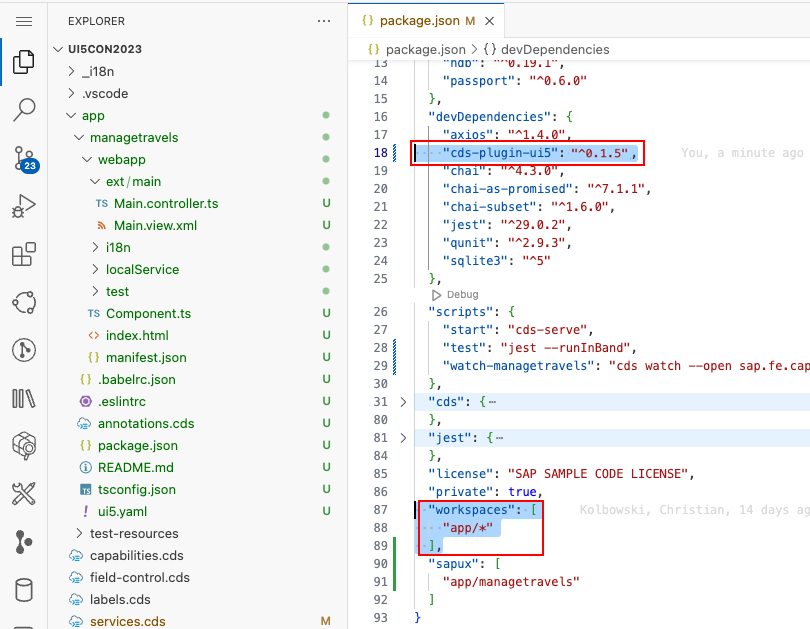 EXPLORER
UI5CON2023
_i18n
.vscode
app
managetravels
webapp
ext/main
TS Main.controller.ts U
Main.view.xml U
i18n
localService
test
TS Component.ts U
<> index.html U
{} manifest.json U
{} .babelrc.json U
.eslintrc U
annotations.cds U
{} package.json U
README.md U
TS tsconfig.json U
! ui5.yaml U
test-resources
capabilities.cds
field-control.cds
labels.cds
services.cds M
23
{} package.json M
{} package.json > {} devDependencies
13 "hdb": "^0.19.1",
14 "passport": "^0.6.0"
15 },
16 "devDependencies": {
17 "axios": "^1.4.0",
18 "cds-plugin-ui5": "^0.1.5", You, a minute ago
19 "chai": "^4.3.0",
20 "chai-as-promised": "^7.1.1",
21 "chai-subset": "^1.6.0",
22 "jest": "^29.0.2",
23 "qunit": "^2.9.3",
24 "sqlite3": "^5"
25 },
Debug
26 "scripts": {
27 "start": "cds-serve",
28 "test": "jest --runInBand",
29 "watch-managetravels": "cds watch --open sap.fe.cap
30 },
31 "cds": {⋯
80 },
81 "jest": {⋯
84 },
85 "license": "SAP SAMPLE CODE LICENSE",
86 "private": true,
87 "workspaces": [ Kolbowski, Christian, 14 days ag
88 "app/*"
89 ],
90 "sapux": [
91 "app/managetravels"
92 ]
93 }